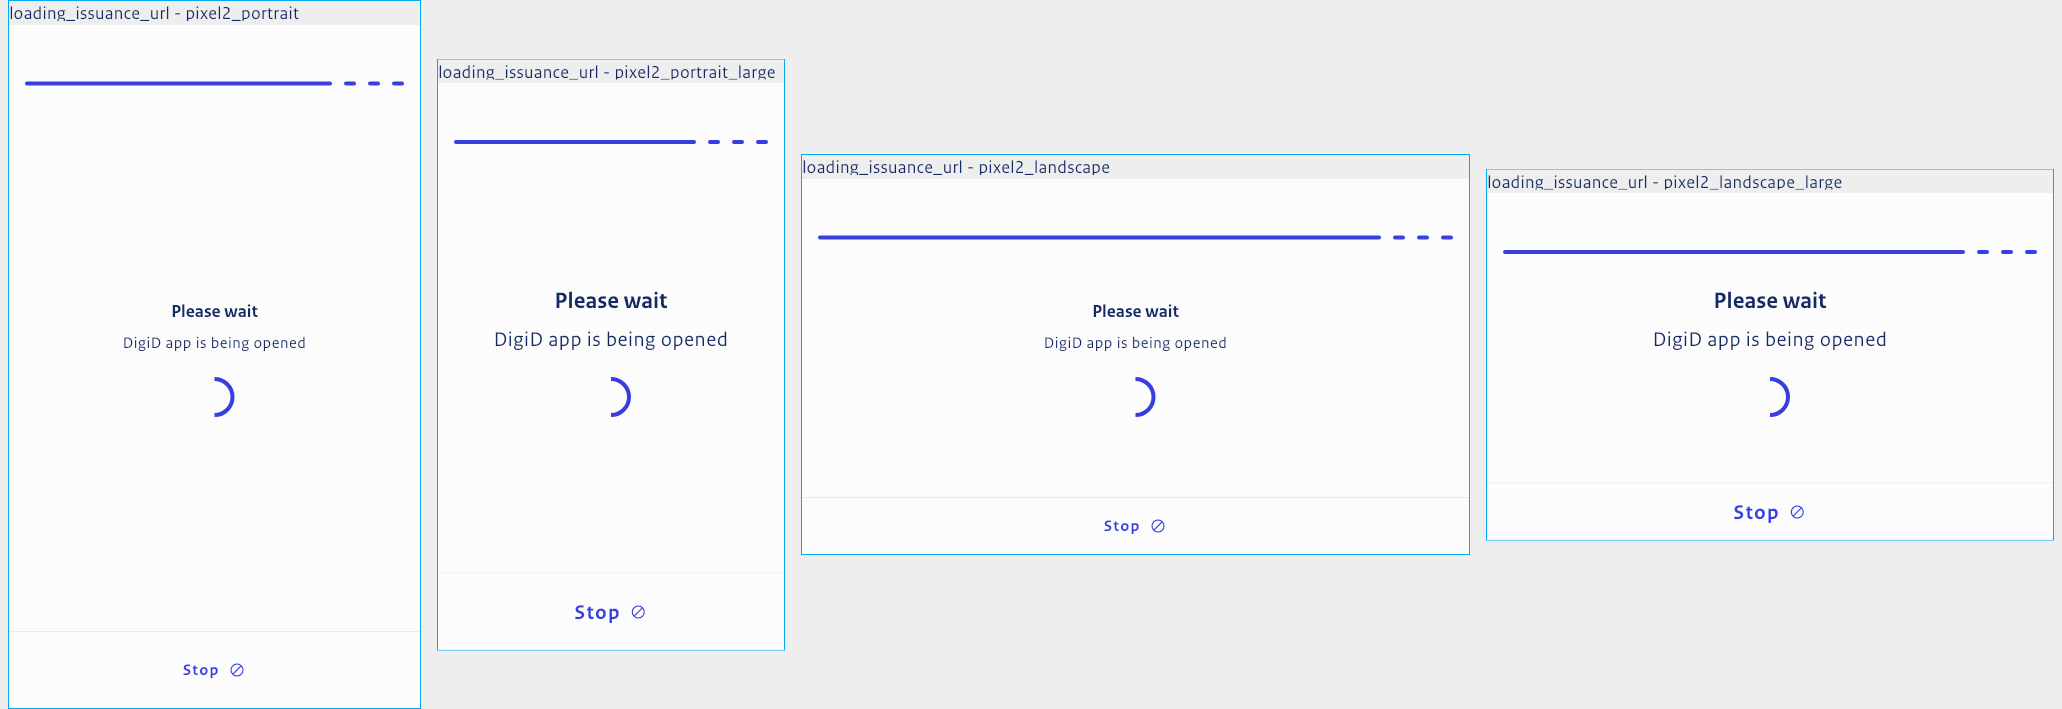 loading_issuance_url - pixel2_portrait
Please wait
DigiD app is being opened
Stop
loading_issuance_url - pixel2_portrait_large
Please wait
DigiD app is being opened
Stop
loading_issuance_url - pixel2_landscape
Please wait
DigiD app is being opened
Stop
loading_issuance_url - pixel2_landscape_large
Please wait
DigiD app is being opened
Stop